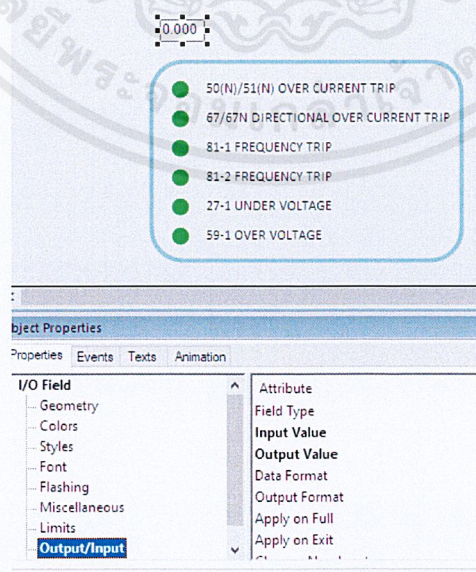 0.000
50(N)/51(N) OVER CURRENT TRIP
67/67N DIRECTIONAL OVER CURRENT TRIP
81-1 FREQUENCY TRIP
81-2 FREQUENCY TRIP
27-1 UNDER VOLTAGE
59-1 OVER VOLTAGE
bject Properties
Properties Events Texts Animation
I/O Field
Geometry
Colors
Styles
Font
Flashing
Miscellaneous
Limits
Output/Input
Attribute
Field Type
Input Value
Output Value
Data Format
Output Format
Apply on Full
Apply on Exit